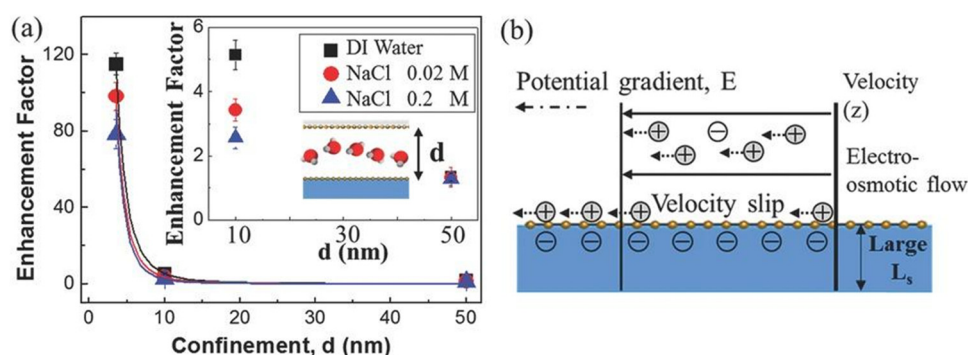 (a)
Enhancement Factor
120
80
40
0
0
10
20
30
40
50
Confinement, d (nm)
Enhancement Factor
6
4
2
0
10
30
50
d (nm)
DI Water
NaCl 0.02 M
NaCl 0.2 M
d
(b)
Potential gradient, E
Velocity
(z)
Electro-
osmotic flow
Velocity slip
Large
Ls
+ − +
+ +
+ + + +
− − − − − − −